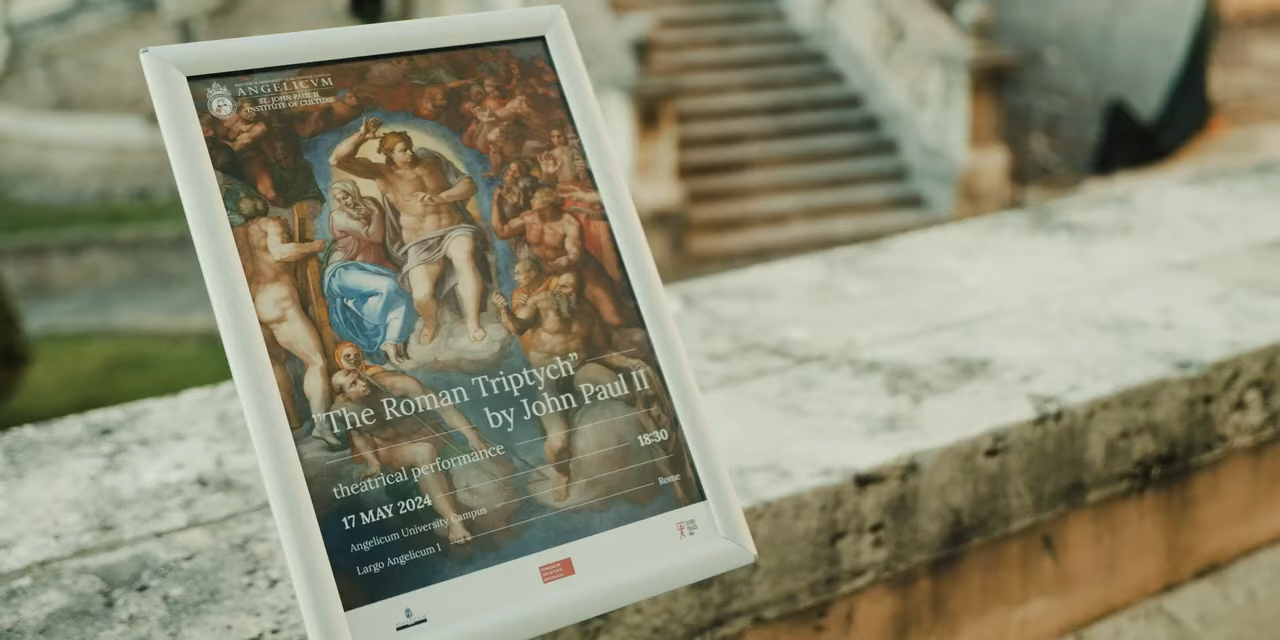 ANGELICVM
ST. JOHN PAUL II
INSTITUTE OF CULTURE
"The Roman Triptych"
by John Paul II
theatrical performance
18:30
17 MAY 2024
Angelicum University Campus
Rome
Largo Angelicum 1